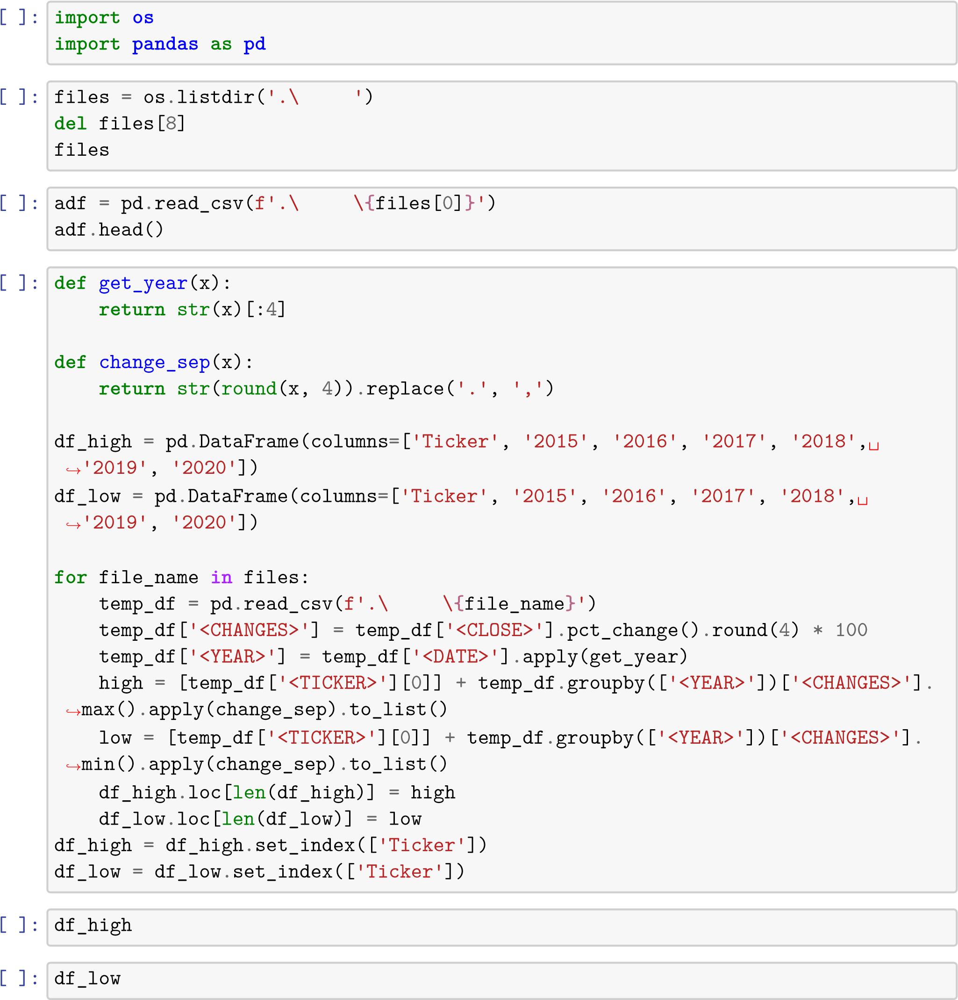 [ ]: import os
import pandas as pd
[ ]: files = os.listdir('.\     ')
del files[8]
files
[ ]: adf = pd.read_csv(f'.\     \{files[0]}')
adf.head()
[ ]: def get_year(x):
    return str(x)[:4]
def change_sep(x):
    return str(round(x, 4)).replace('.', ',')
df_high = pd.DataFrame(columns=['Ticker', '2015', '2016', '2017', '2018',␣
↪'2019', '2020'])
df_low = pd.DataFrame(columns=['Ticker', '2015', '2016', '2017', '2018',␣
↪'2019', '2020'])
for file_name in files:
    temp_df = pd.read_csv(f'.\     \{file_name}')
    temp_df['<CHANGES>'] = temp_df['<CLOSE>'].pct_change().round(4) * 100
    temp_df['<YEAR>'] = temp_df['<DATE>'].apply(get_year)
    high = [temp_df['<TICKER>'][0]] + temp_df.groupby(['<YEAR>'])['<CHANGES>'].
↪max().apply(change_sep).to_list()
    low = [temp_df['<TICKER>'][0]] + temp_df.groupby(['<YEAR>'])['<CHANGES>'].
↪min().apply(change_sep).to_list()
    df_high.loc[len(df_high)] = high
    df_low.loc[len(df_low)] = low
df_high = df_high.set_index(['Ticker'])
df_low = df_low.set_index(['Ticker'])
[ ]: df_high
[ ]: df_low